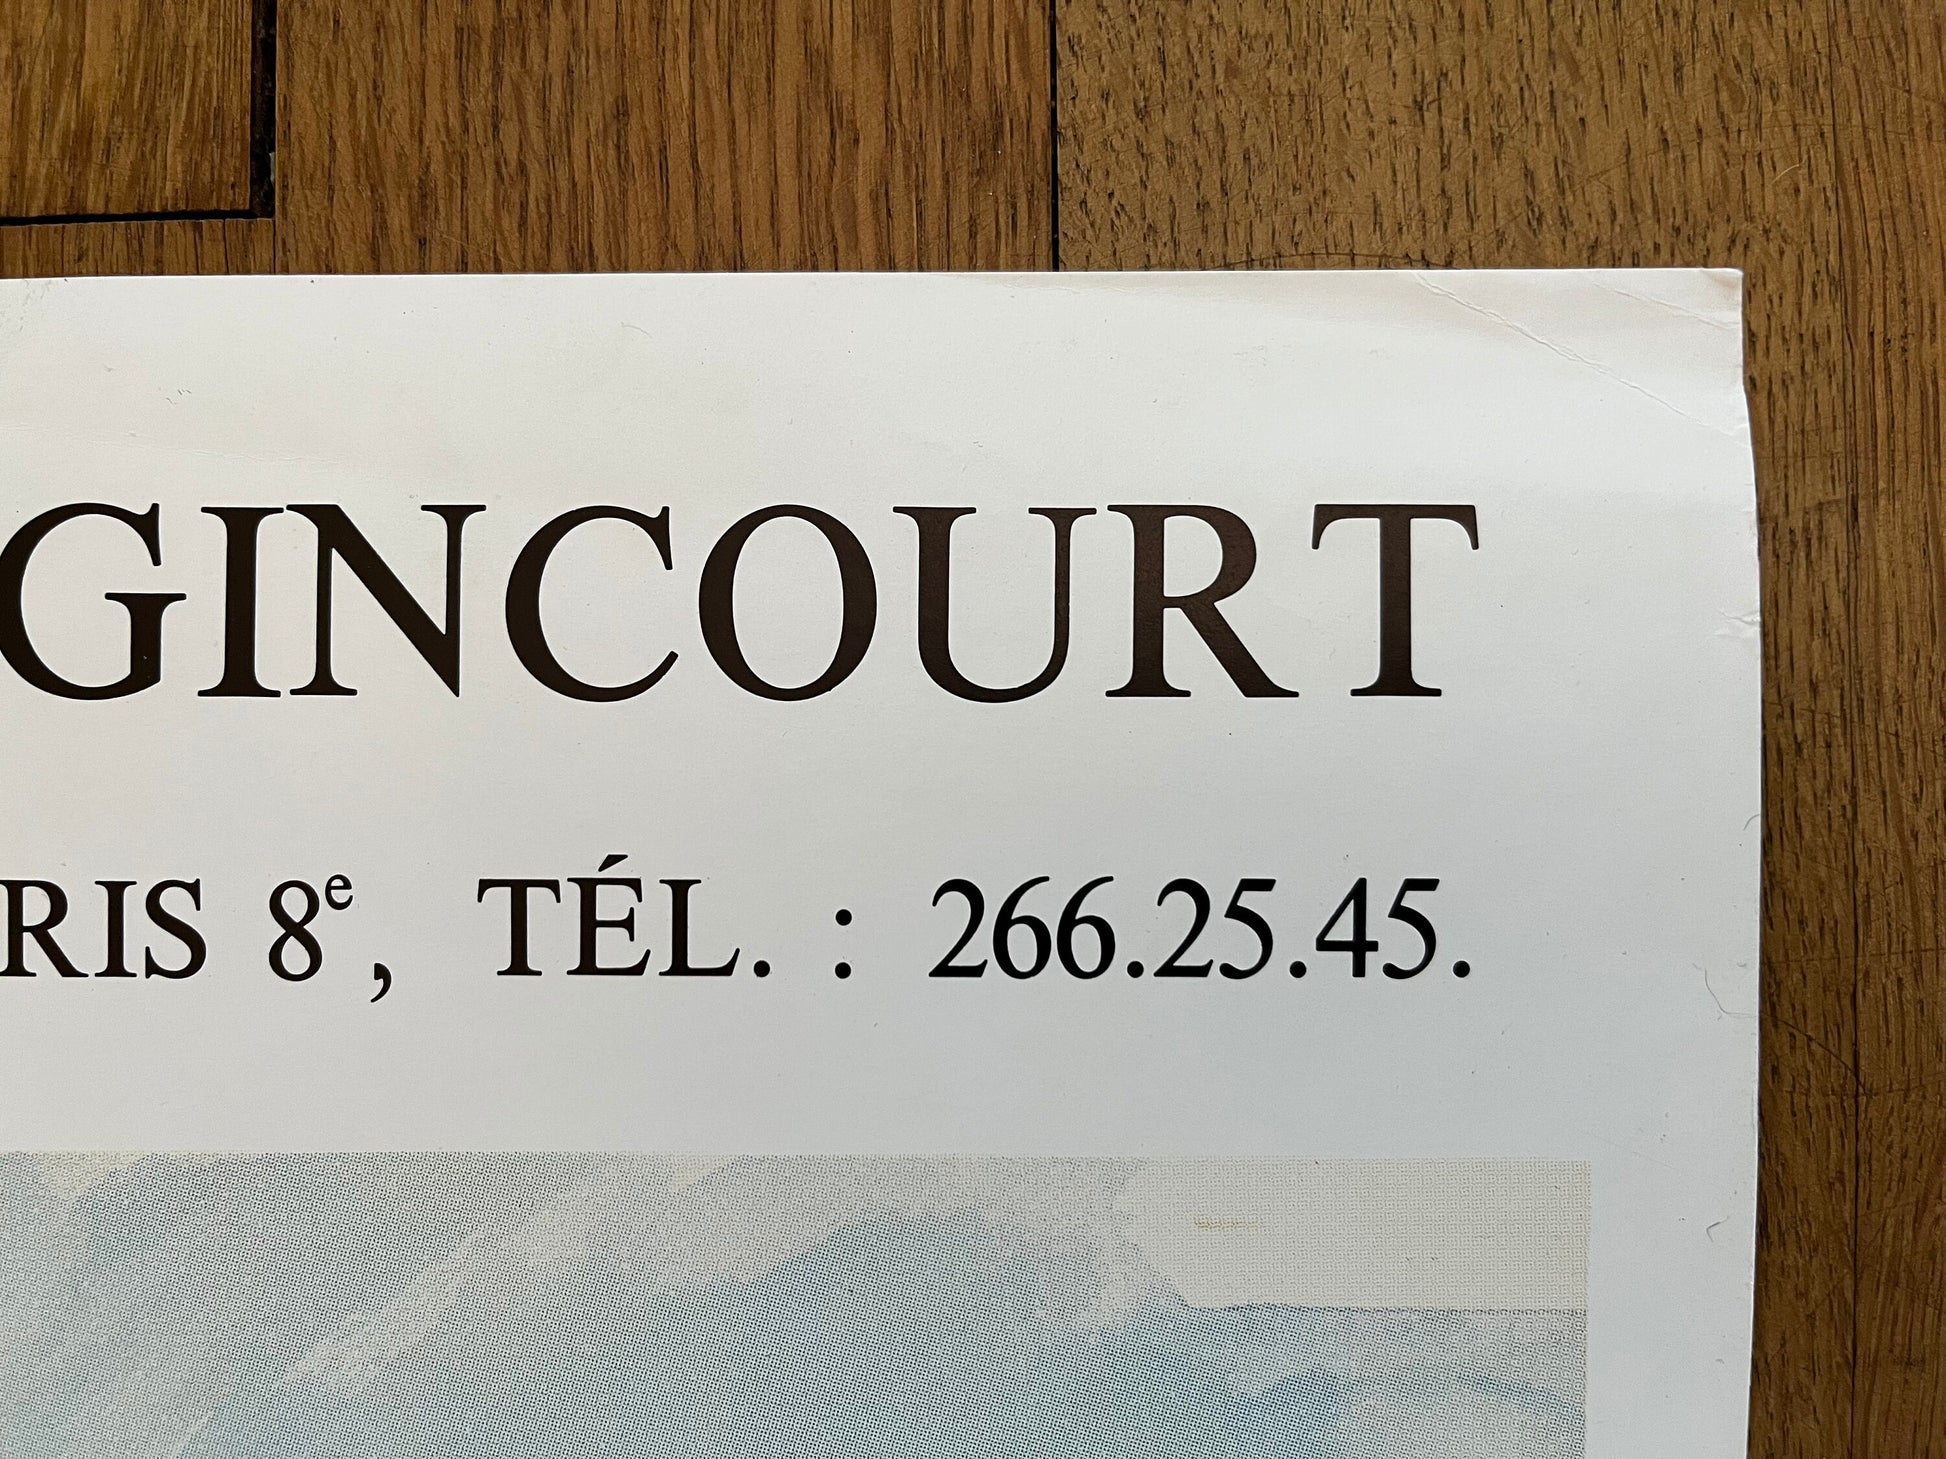 GINCOURT
RIS 8e, TÉL. : 266.25.45.